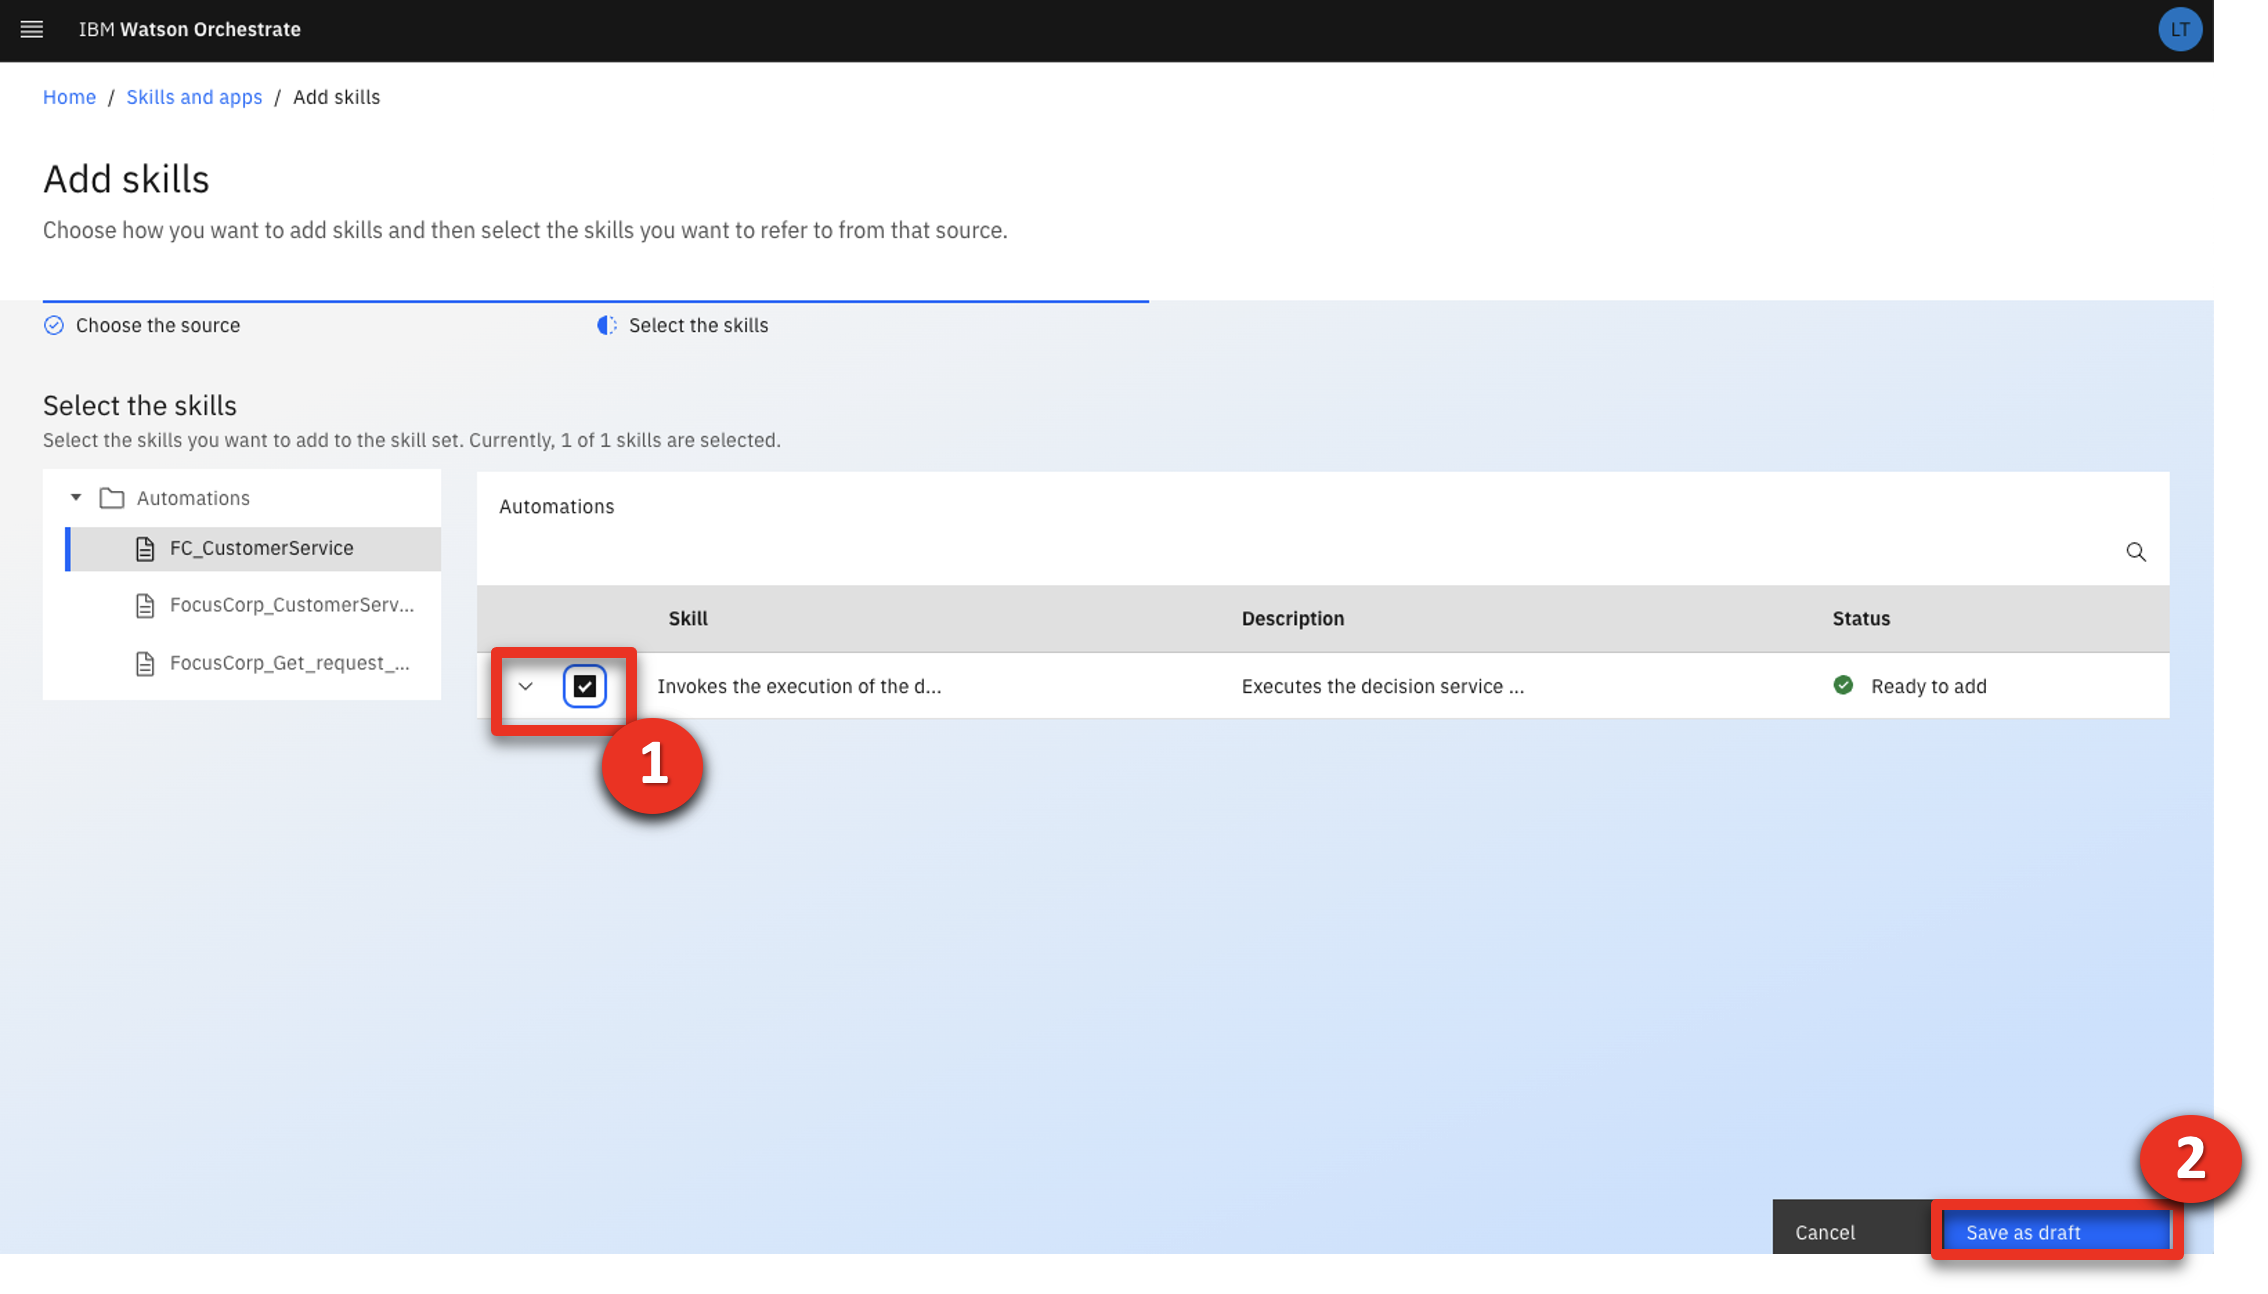 IBM Watson Orchestrate
LT
Home / Skills and apps / Add skills
Add skills
Choose how you want to add skills and then select the skills you want to refer to from that source.
Choose the source
Select the skills
Select the skills
Select the skills you want to add to the skill set. Currently, 1 of 1 skills are selected.
Automations
FC_CustomerService
FocusCorp_CustomerServ...
FocusCorp_Get_request_...
Automations
Skill Description Status
Invokes the execution of the d... Executes the decision service ... Ready to add
1
2
Cancel
Save as draft